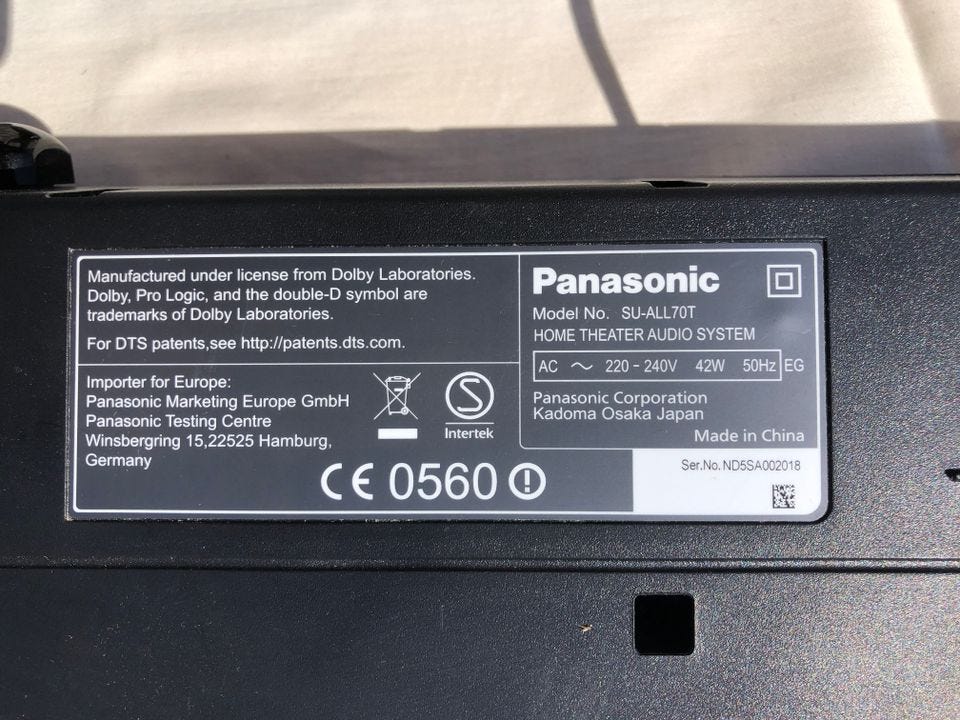 Manufactured under license from Dolby Laboratories.
Dolby, Pro Logic, and the double-D symbol are
trademarks of Dolby Laboratories.
For DTS patents,see http://patents.dts.com.
Importer for Europe:
Panasonic Marketing Europe GmbH
Panasonic Testing Centre
Winsbergring 15,22525 Hamburg,
Germany
S
Intertek
CE 0560
Panasonic
Model No. SU-ALL70T
HOME THEATER AUDIO SYSTEM
AC ～ 220 - 240V 42W 50Hz EG
Panasonic Corporation
Kadoma Osaka Japan
Made in China
Ser.No. ND5SA002018